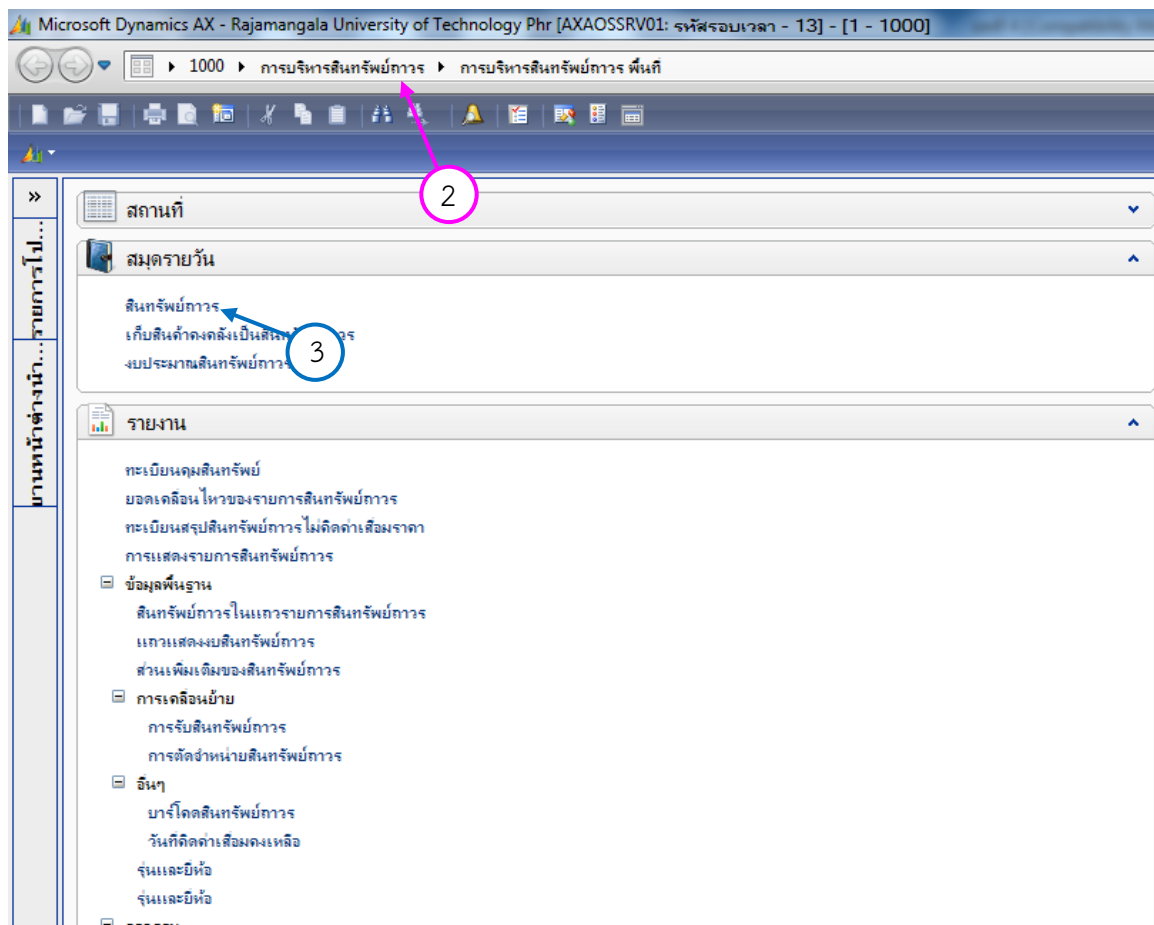 Microsoft Dynamics AX - Rajamangala University of Technology Phr [AXAOSSRV01: รหัสรอบเวลา - 13] - [1 - 1000]
1000 การบริหารสินทรัพย์ถาวร การบริหารสินทรัพย์ถาวร พื้นที่
2
»
รายการโป...
สถานที่
สมุดรายวัน
สินทรัพย์ถาวร
เก็บสินค้าคงคลังเป็นสินทรัพย์ถาวร
3
งบประมาณสินทรัพย์ถาวร
รายงาน
ทะเบียนคุมสินทรัพย์
ยอดเคลื่อนไหวของรายการสินทรัพย์ถาวร
ทะเบียนสรุปสินทรัพย์ถาวรไม่คิดค่าเสื่อมราคา
การแสดงรายการสินทรัพย์ถาวร
ข้อมูลพื้นฐาน
สินทรัพย์ถาวรในแถวรายการสินทรัพย์ถาวร
แถวแสดงงบสินทรัพย์ถาวร
ส่วนเพิ่มเติมของสินทรัพย์ถาวร
การเคลื่อนย้าย
การรับสินทรัพย์ถาวร
การตัดจำหน่ายสินทรัพย์ถาวร
อื่นๆ
บาร์โคดสินทรัพย์ถาวร
วันที่คิดค่าเสื่อมคงเหลือ
รุ่นและยี่ห้อ
รุ่นและยี่ห้อ